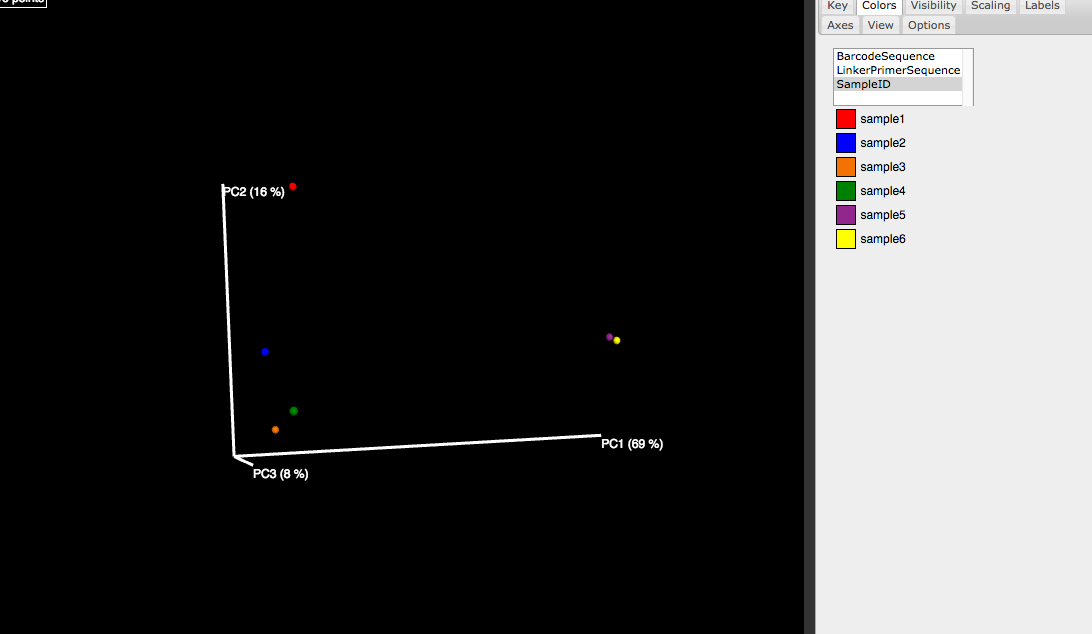 points
Key Colors Visibility Scaling Labels
Axes View Options
BarcodeSequence
LinkerPrimerSequence
SampleID
sample1
sample2
sample3
sample4
sample5
sample6
PC2 (16 %)
PC1 (69 %)
PC3 (8 %)